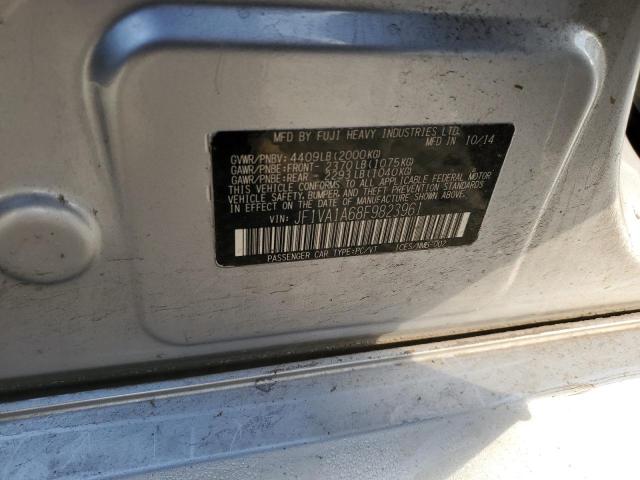 MFD BY FUJI HEAVY INDUSTRIES LTD.
MFD IN 10/14
GVWR/PNBV: 4409LB(2000KG)
GAWR/PNBE:FRONT - 2370LB(1075KG)
GAWR/PNBE:REAR - 2293LB(1040KG)
THIS VEHICLE CONFORMS TO ALL APPLICABLE FEDERAL MOTOR
VEHICLE SAFETY, BUMPER, AND THEFT PREVENTION
STANDARDS IN EFFECT ON THE DATE OF MANUFACTURE SHOWN ABOVE.
VIN: JF1VA1A68F9823961
PASSENGER CAR TYPE:PC/VT ICES/NMB-002